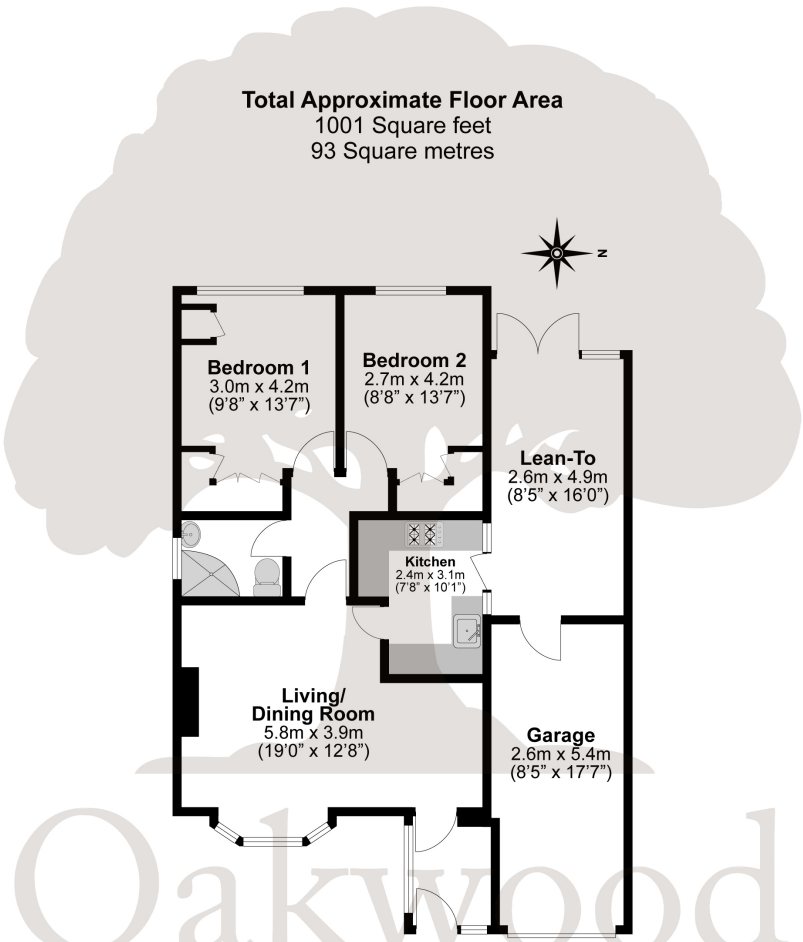 Total Approximate Floor Area
1001 Square feet
93 Square metres
N
Bedroom 1
3.0m x 4.2m
(9'8” x 13'7”)
Bedroom 2
2.7m x 4.2m
(8'8” x 13'7”)
Lean-To
2.6m x 4.9m
(8'5” x 16'0”)
Kitchen
2.4m x 3.1m
(7'8” x 10'1”)
Living/
Dining Room
5.8m x 3.9m
(19'0” x 12'8”)
Garage
2.6m x 5.4m
(8'5” x 17'7”)
Oakwood